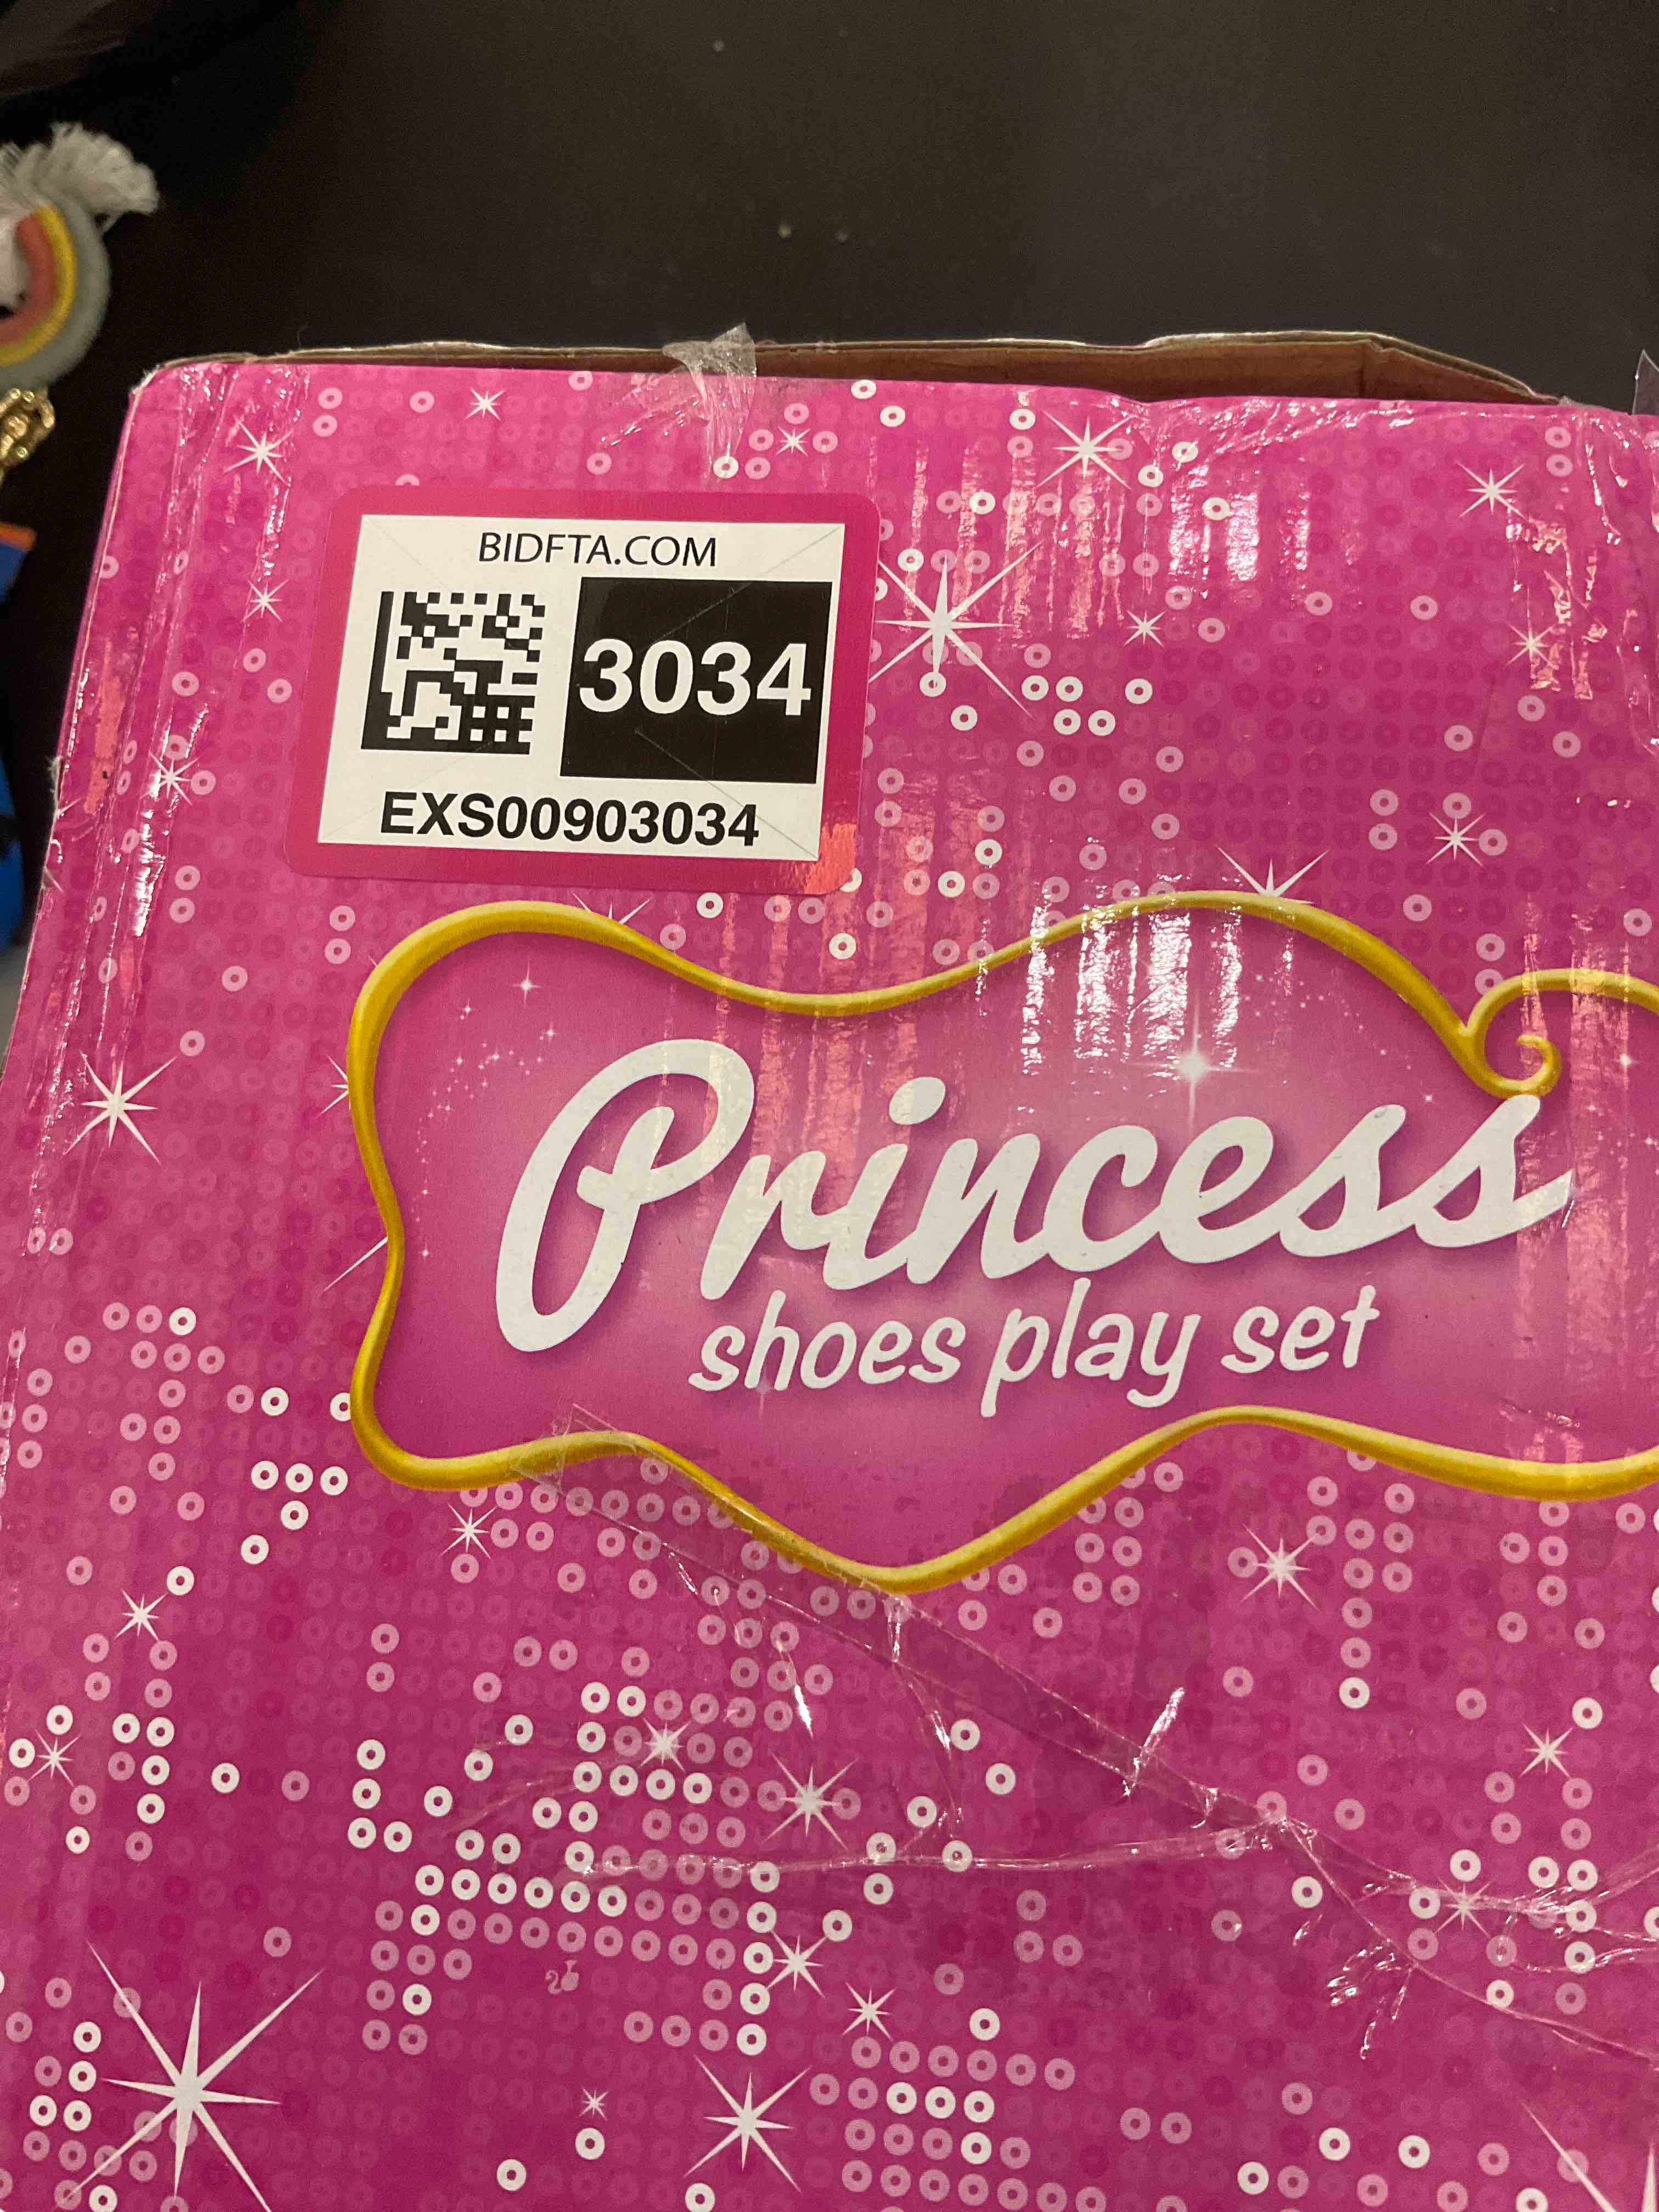 BIDFTA.COM
3034
EXS00903034
Princess
shoes play set